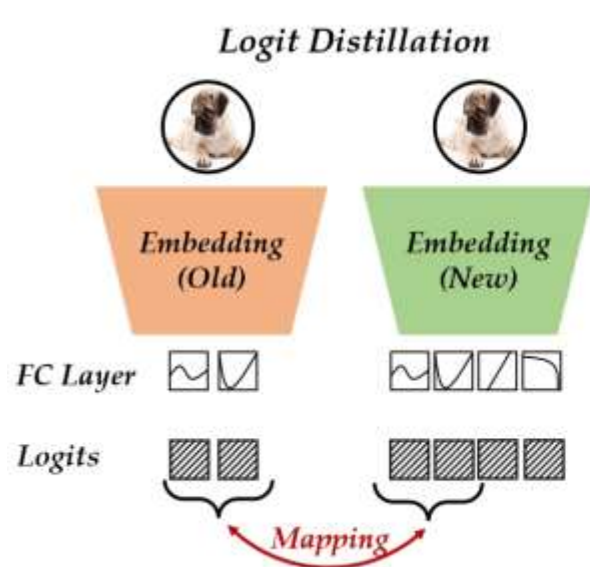 Logit Distillation
Embedding
(Old)
Embedding
(New)
FC Layer
Logits
Mapping